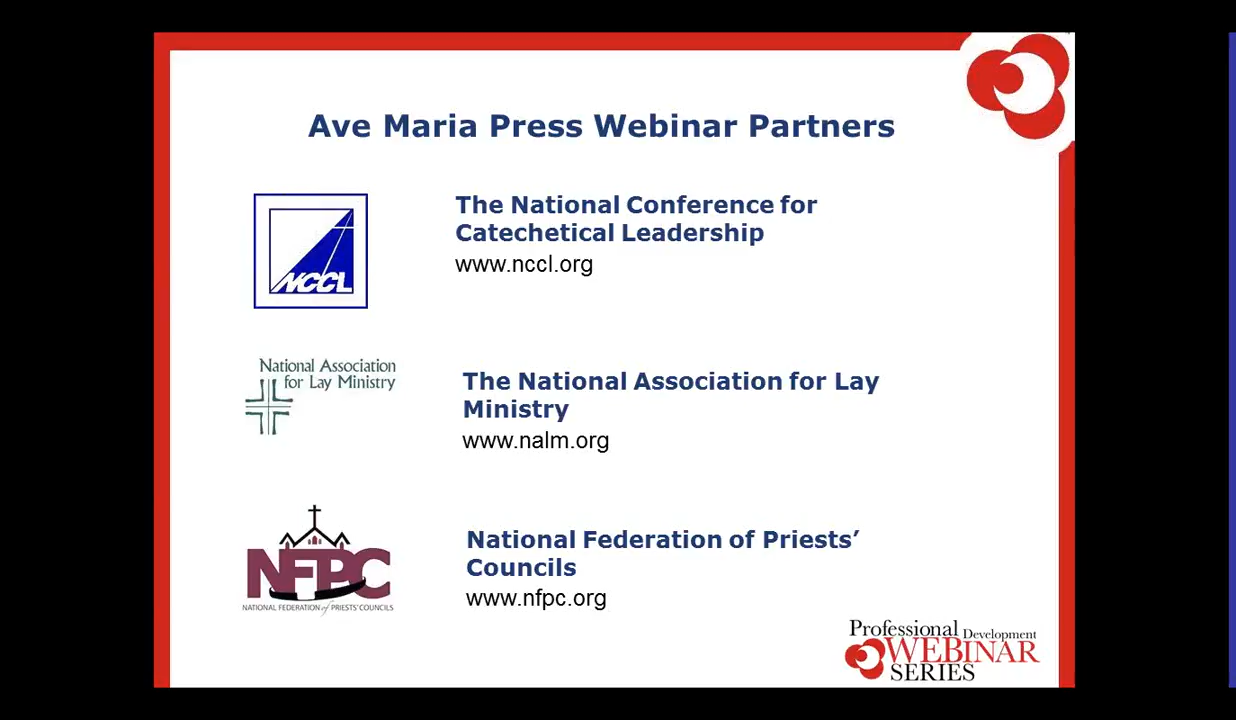 Ave Maria Press Webinar Partners
NCCL
The National Conference for
Catechetical Leadership
www.nccl.org
National Association
for Lay Ministry
The National Association for Lay
Ministry
www.nalm.org
NFPC
NATIONAL FEDERATION of PRIESTS' COUNCILS
National Federation of Priests’
Councils
www.nfpc.org
Professional Development
WEBINAR
SERIES